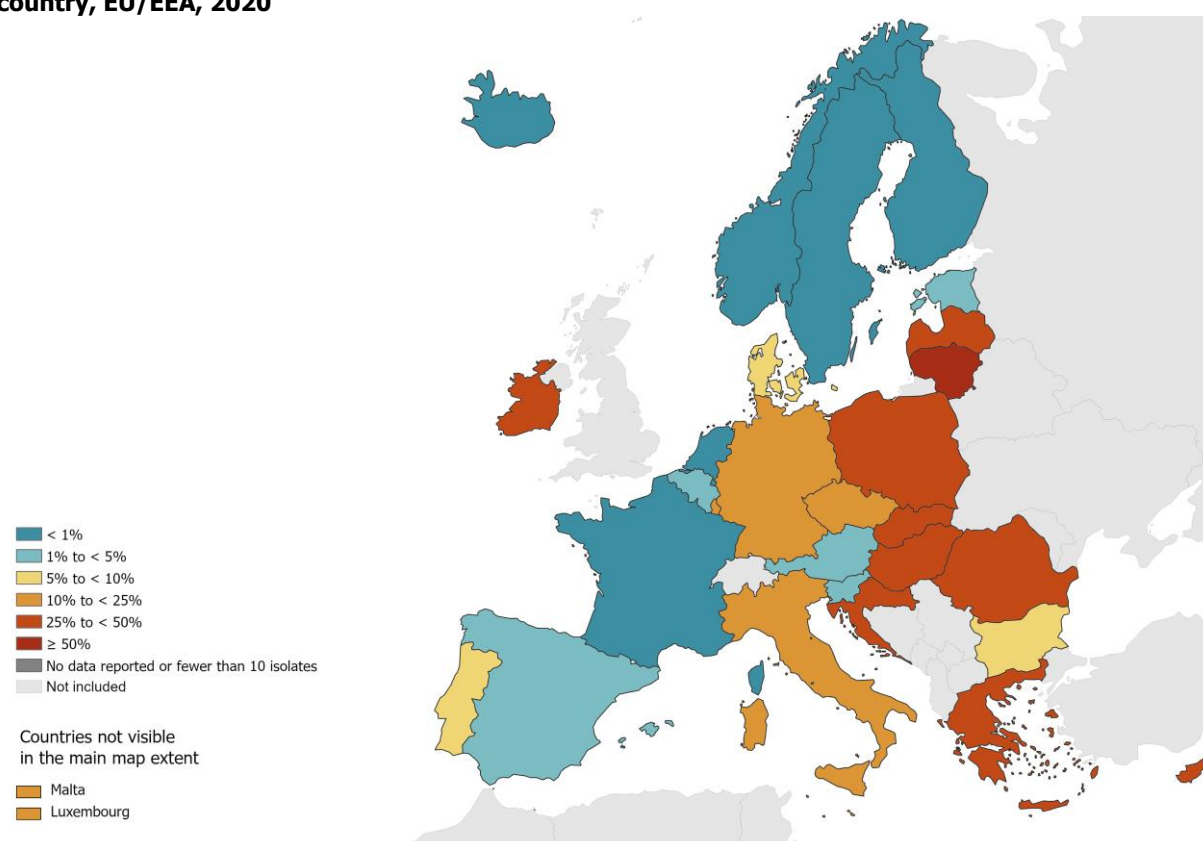 country, EU/EEA, 2020
< 1%
1% to < 5%
5% to < 10%
10% to < 25%
25% to < 50%
≥ 50%
No data reported or fewer than 10 isolates
Not included
Countries not visible
in the main map extent
Malta
Luxembourg